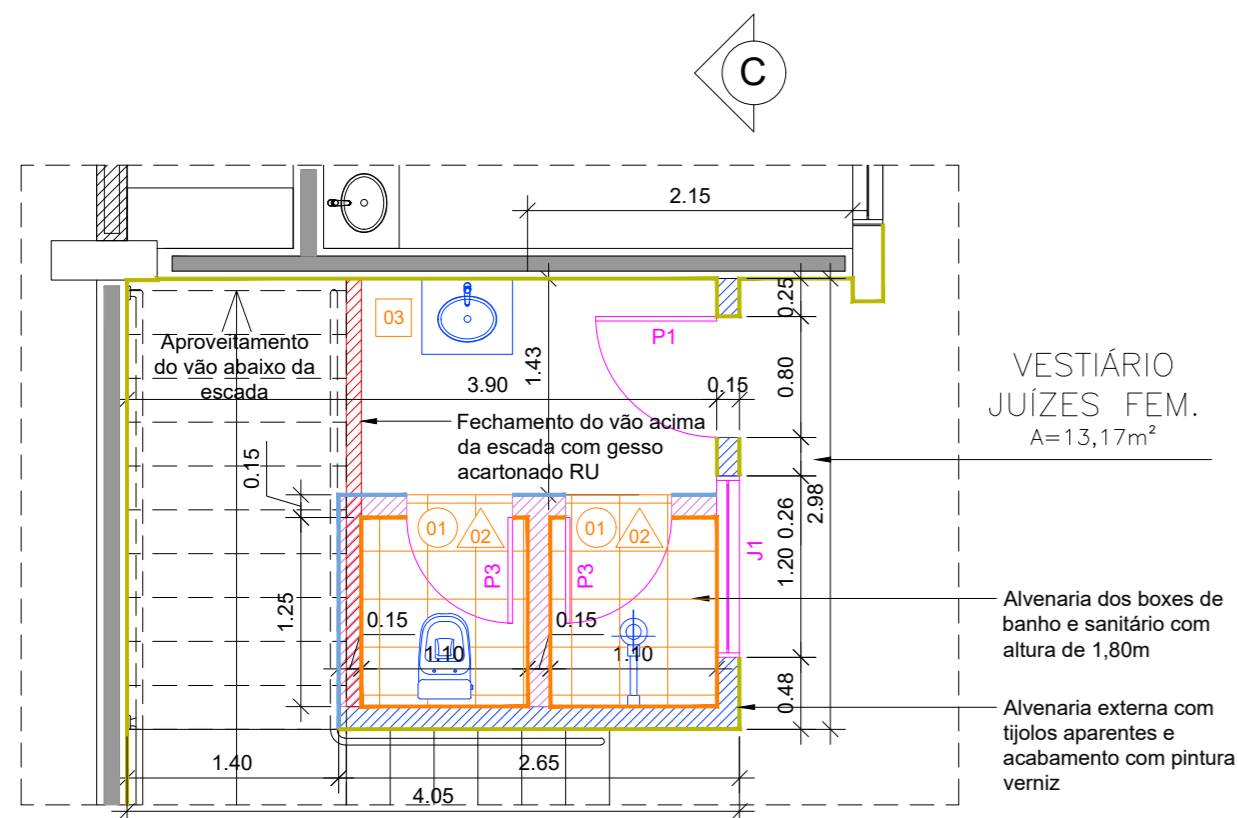 C
2.15
03
P1
0.25
Aproveitamento
do vão abaixo da
escada
1.43
3.90
0.15
0.80
VESTIÁRIO
JUÍZES FEM.
A=13,17m²
Fechamento do vão acima
da escada com gesso
acartonado RU
0.15
0.26
2.98
01
02
01
02
P3
P3
J1
1.20
1.25
0.15
0.15
1.10
1.10
Alvenaria dos boxes de
banho e sanitário com
altura de 1,80m
0.48
Alvenaria externa com
tijolos aparentes e
acabamento com pintura
verniz
1.40
2.65
4.05